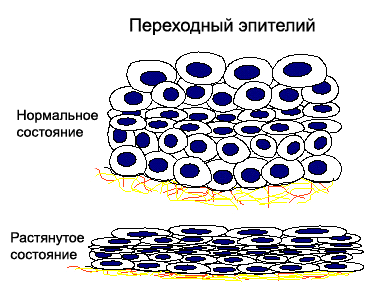 Переходный эпителий
Нормальное
состояние
Растянутое
состояние